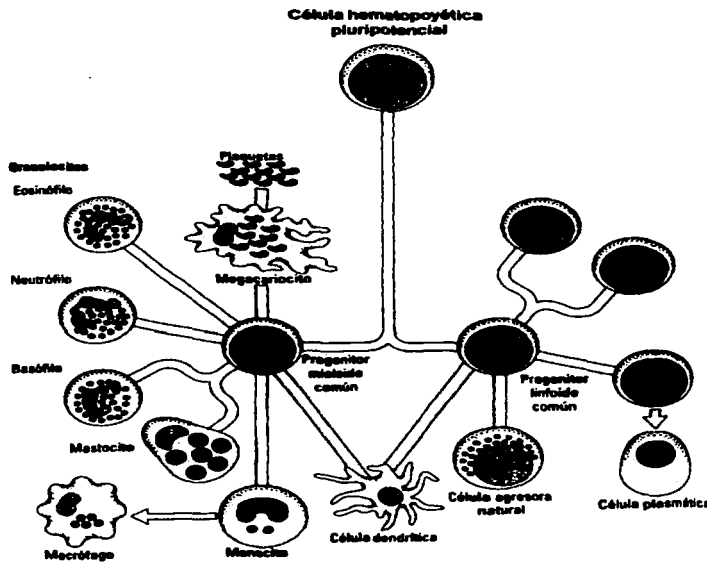 Célula hematopoyética
pluripotencial
Plaquetas
Granulocitos
Eosinófilo
Megacariocito
Neutrófilo
Basófilo
Progenitor
mieloide
común
Progenitor
linfoide
común
Mastocito
Célula agresora
natural
Célula plasmática
Macrófago
Monocito
Célula dendrítica